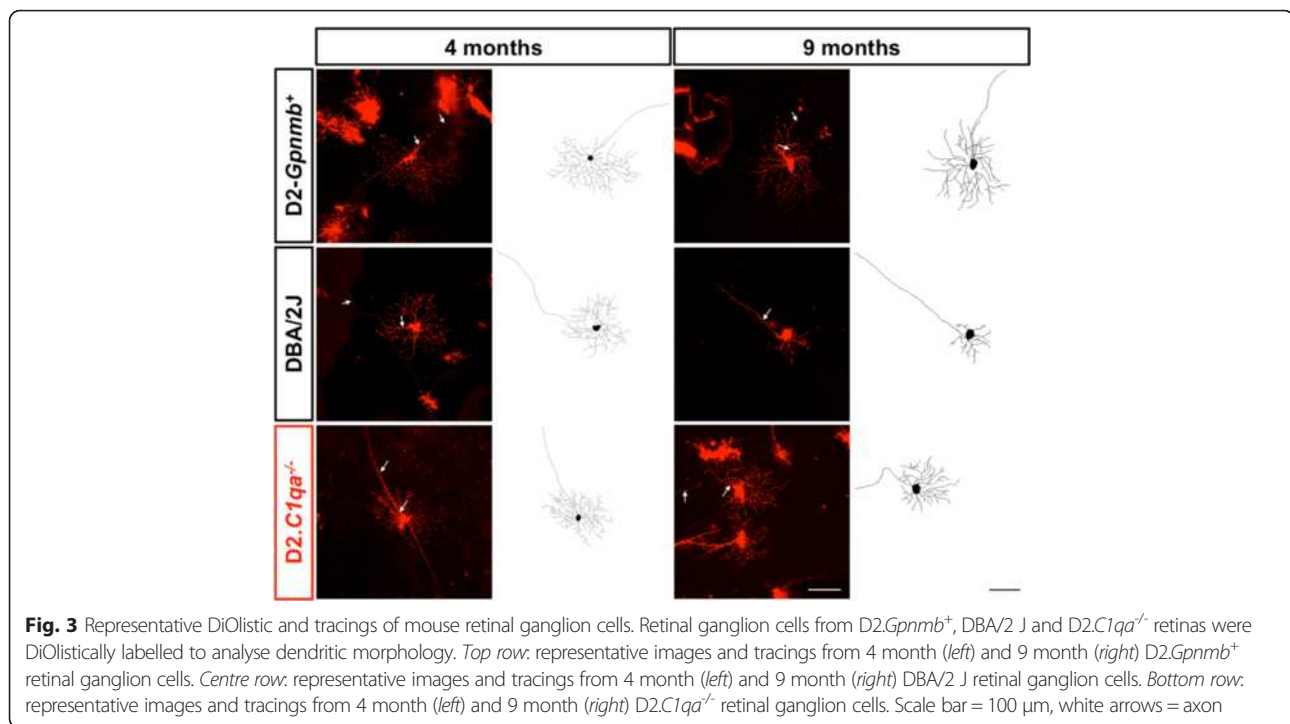 4 months
9 months
D2-Gpnmb+
DBA/2J
D2.C1qa-/-
Fig. 3 Representative DiOlistic and tracings of mouse retinal ganglion cells. Retinal ganglion cells from D2.Gpnmb+, DBA/2 J and D2.C1qa-/- retinas were
DiOlistically labelled to analyse dendritic morphology. Top row: representative images and tracings from 4 month (left) and 9 month (right) D2.Gpnmb+
retinal ganglion cells. Centre row: representative images and tracings from 4 month (left) and 9 month (right) DBA/2 J retinal ganglion cells. Bottom row:
representative images and tracings from 4 month (left) and 9 month (right) D2.C1qa-/- retinal ganglion cells. Scale bar = 100 μm, white arrows = axon